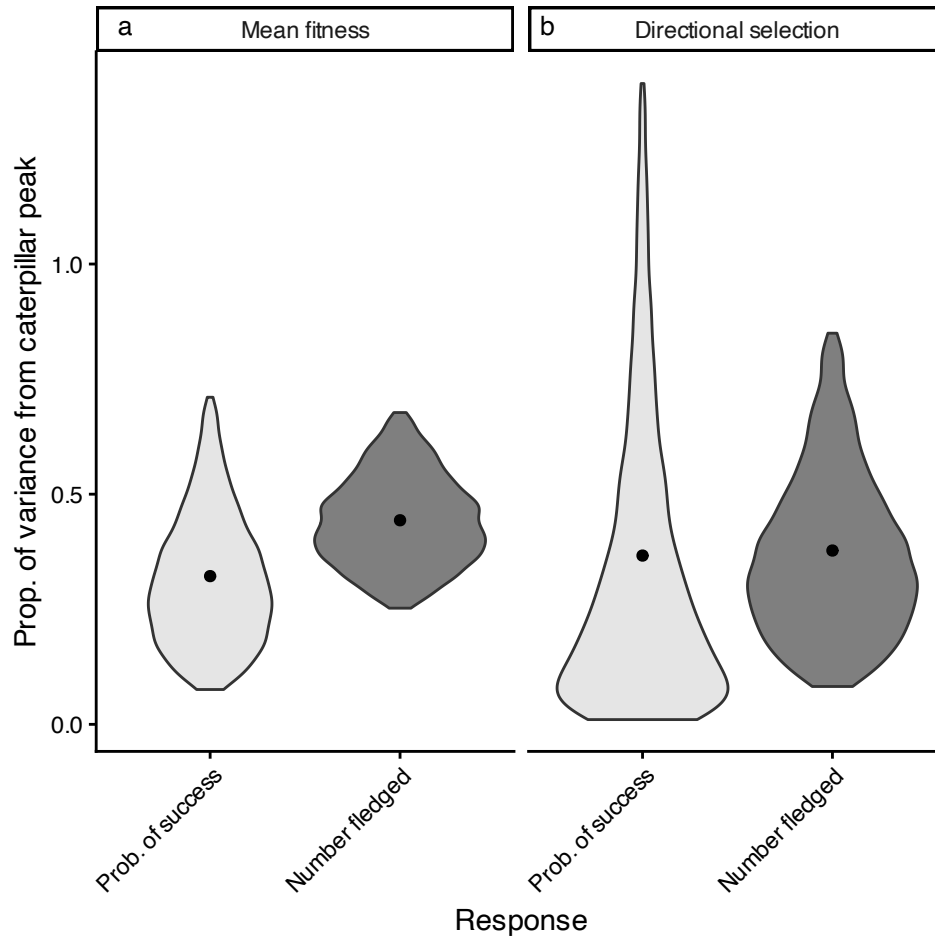 a
Mean fitness
b
Directional selection
Prop. of variance from caterpillar peak
1.0
0.5
0.0
Prob. of success
Number fledged
Prob. of success
Number fledged
Response